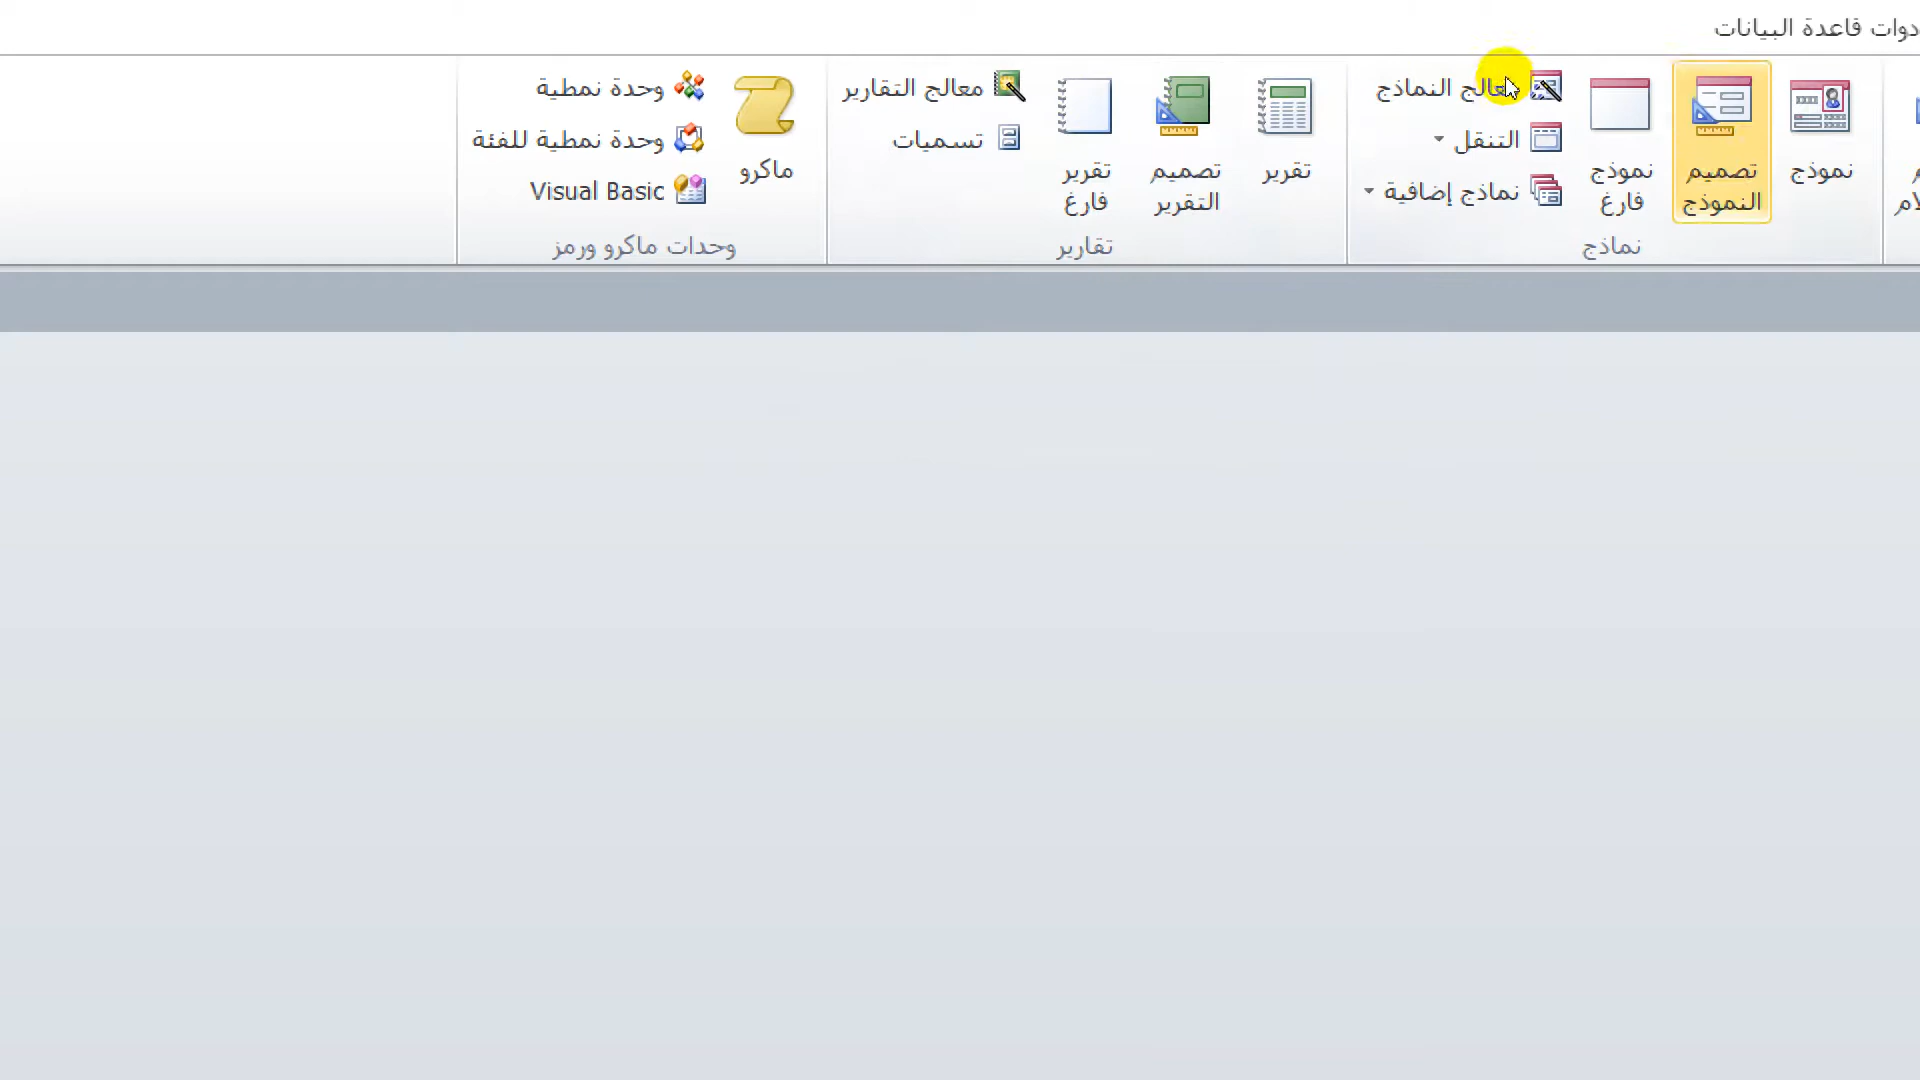 قاعدة البيانات
نموذج
تصميم
النموذج
نموذج
فارغ
معالج النماذج
التنقل
نماذج إضافية
نماذج
تقرير
تصميم
التقرير
تقرير
فارغ
معالج التقارير
تسميات
تقارير
ماكرو
وحدة نمطية
وحدة نمطية للفئة
Visual Basic
وحدات ماكرو ورمز